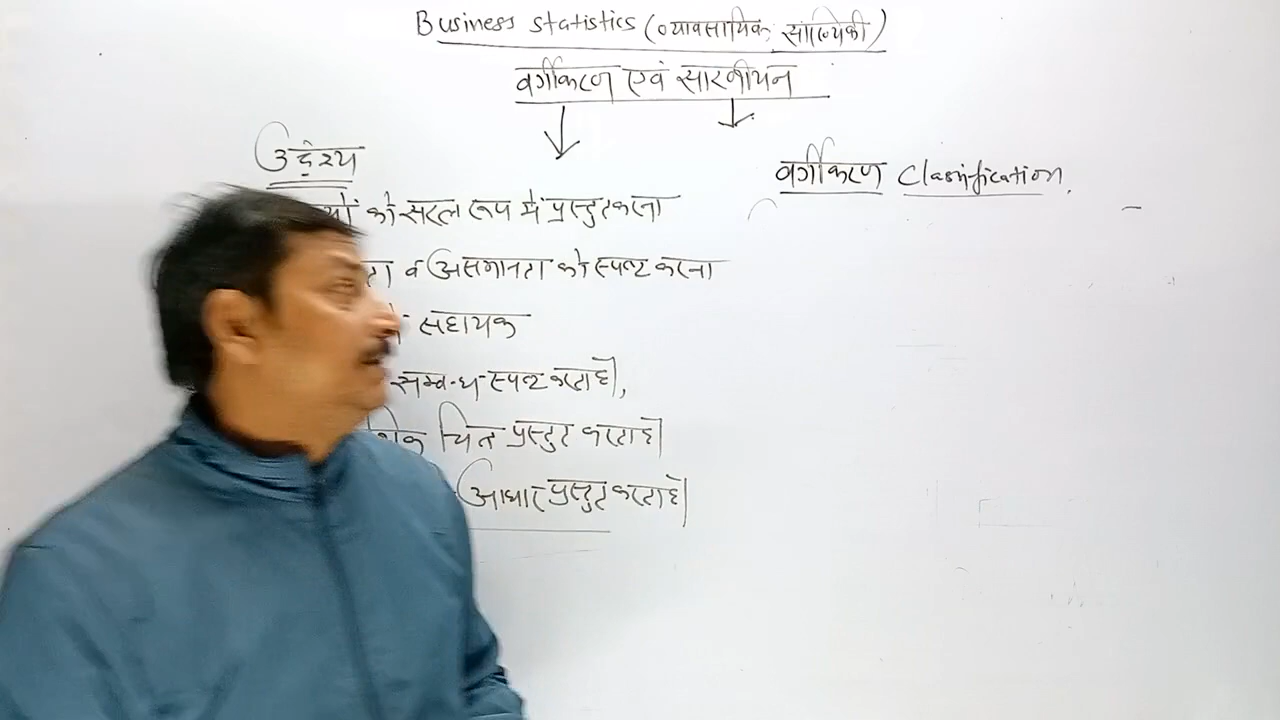 Business Statistics (व्यावसायिक सांख्यिकी)
वर्गीकरण एवं सारणीयन
उद्देश्य
को सरल रूप में प्रस्तुत करना
व असमानता को स्पष्ट करना
सहायक
सम्बन्ध स्पष्ट करता है,
चित्र प्रस्तुत करता है।
आधार प्रस्तुत करता है।
वर्गीकरण Classification,